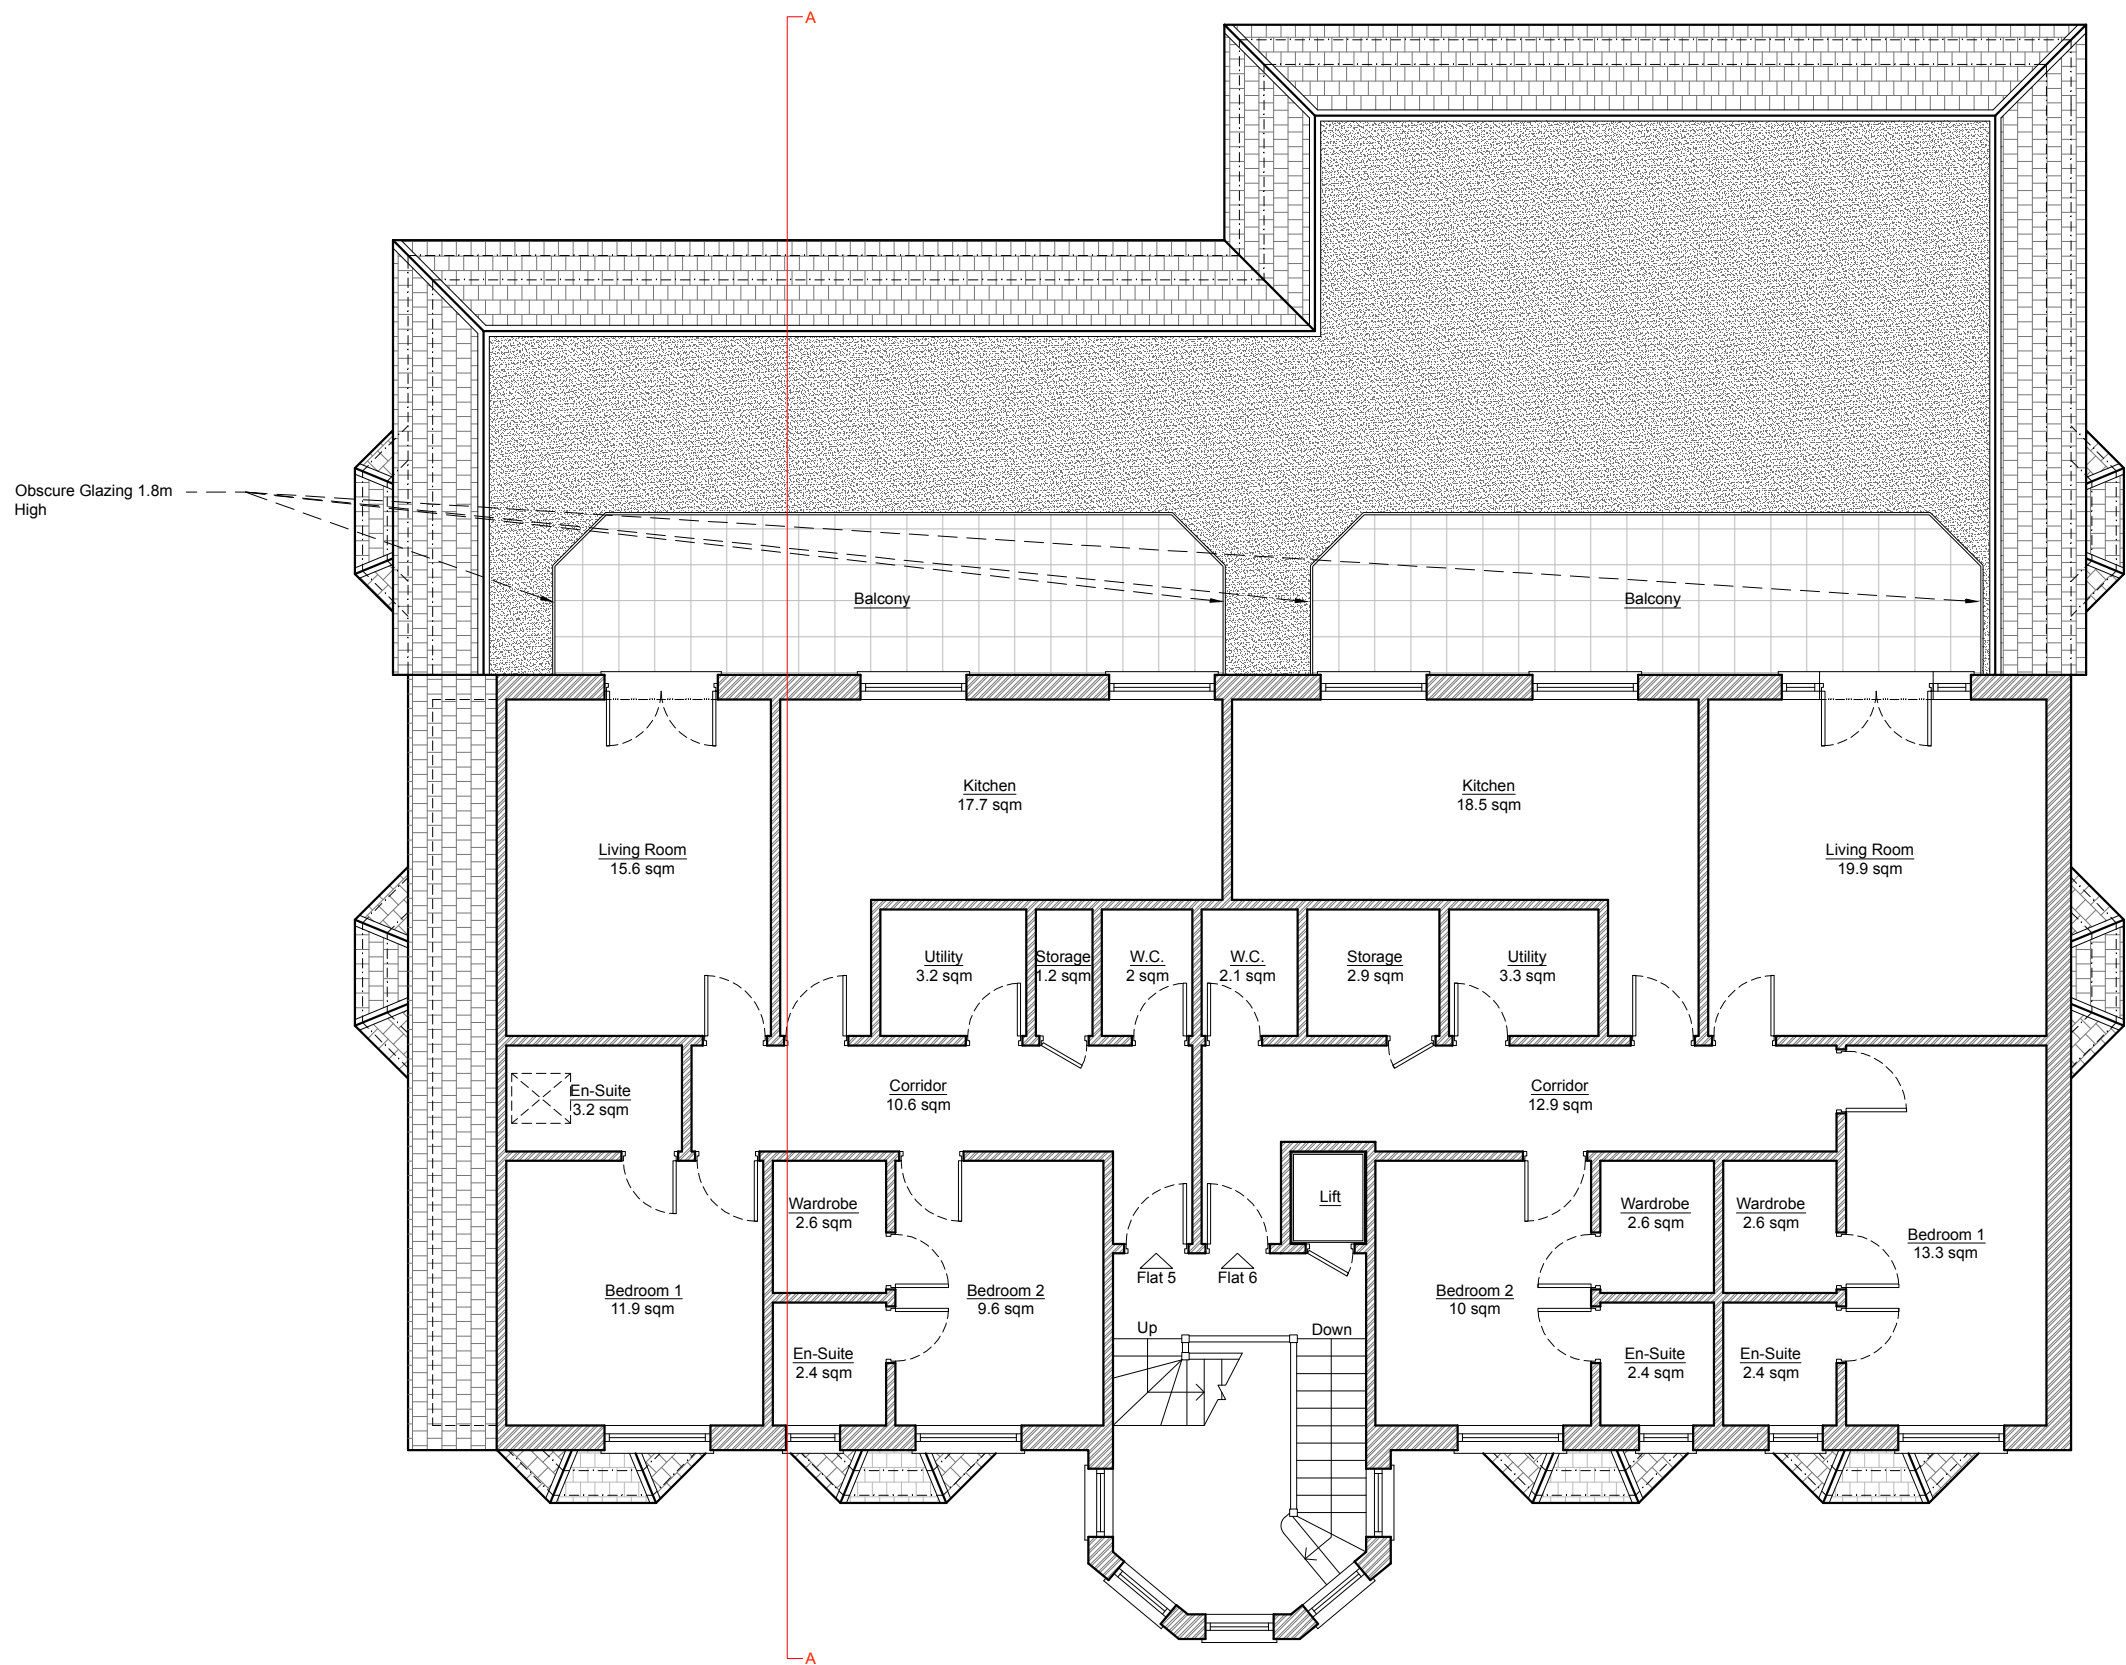 A
Obscure Glazing 1.8m
High
Balcony
Balcony
Kitchen
17.7 sqm
Kitchen
18.5 sqm
Living Room
15.6 sqm
Living Room
19.9 sqm
Utility
3.2 sqm
Storage
1.2 sqm
W.C.
2 sqm
W.C.
2.1 sqm
Storage
2.9 sqm
Utility
3.3 sqm
En-Suite
3.2 sqm
Corridor
10.6 sqm
Corridor
12.9 sqm
Wardrobe
2.6 sqm
Lift
Wardrobe
2.6 sqm
Wardrobe
2.6 sqm
Bedroom 1
13.3 sqm
Flat 5
Flat 6
Bedroom 1
11.9 sqm
Bedroom 2
9.6 sqm
Bedroom 2
10 sqm
Up
Down
En-Suite
2.4 sqm
En-Suite
2.4 sqm
En-Suite
2.4 sqm
A